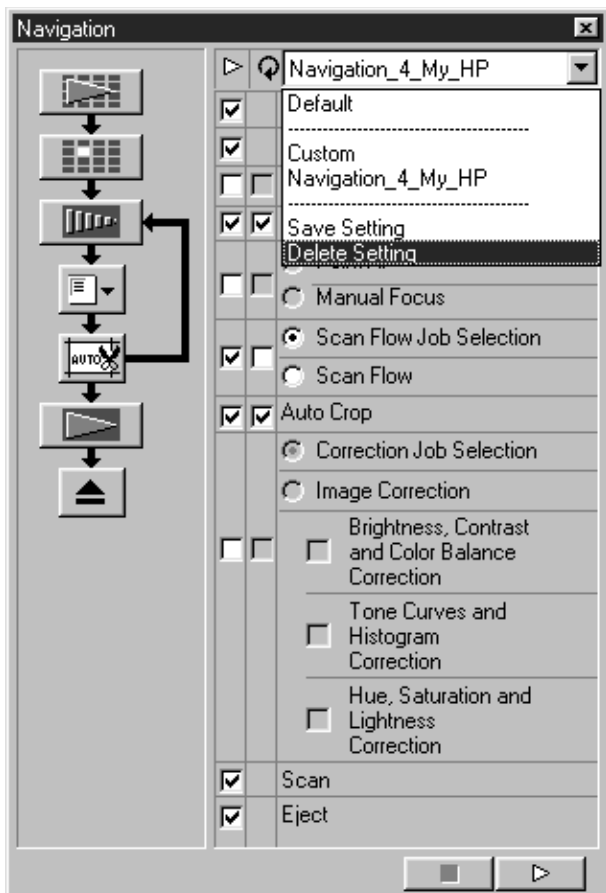 Navigation
Navigation_4_My_HP
Default
----------------------------------------
Custom
Navigation_4_My_HP
----------------------------------------
Save Setting
Delete Setting
Manual Focus
Scan Flow Job Selection
Scan Flow
AUTO
Auto Crop
Correction Job Selection
Image Correction
Brightness, Contrast
and Color Balance
Correction
Tone Curves and
Histogram
Correction
Hue, Saturation and
Lightness
Correction
Scan
Eject